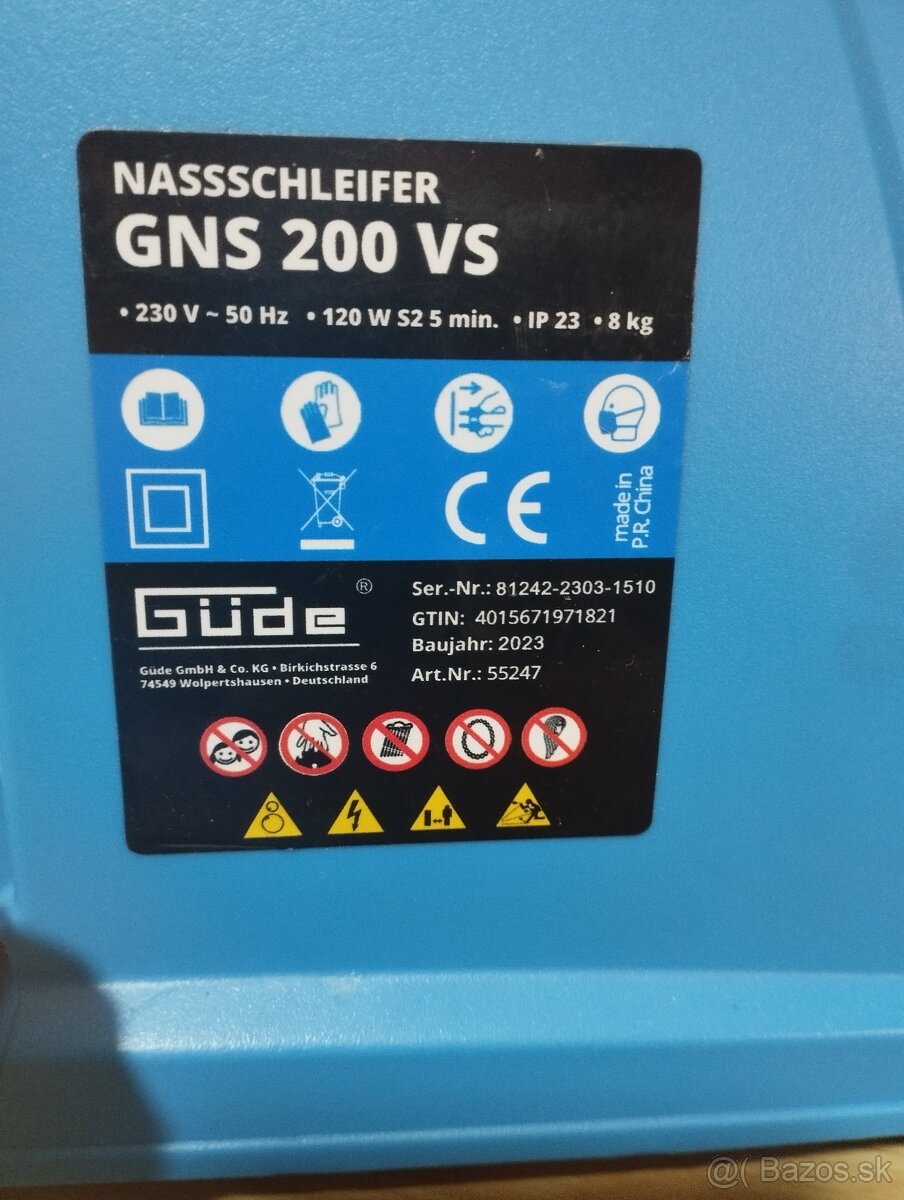 NASSSCHLEIFER
GNS 200 VS
• 230 V ~ 50 Hz • 120 W S2 5 min. • IP 23 • 8 kg
made in
P.R. China
CE
Güde ®
Güde GmbH & Co. KG • Birkichstrasse 6
74549 Wolpertshausen • Deutschland
Ser.-Nr.: 81242-2303-1510
GTIN: 4015671971821
Baujahr: 2023
Art.Nr.: 55247
@( Bazos.sk